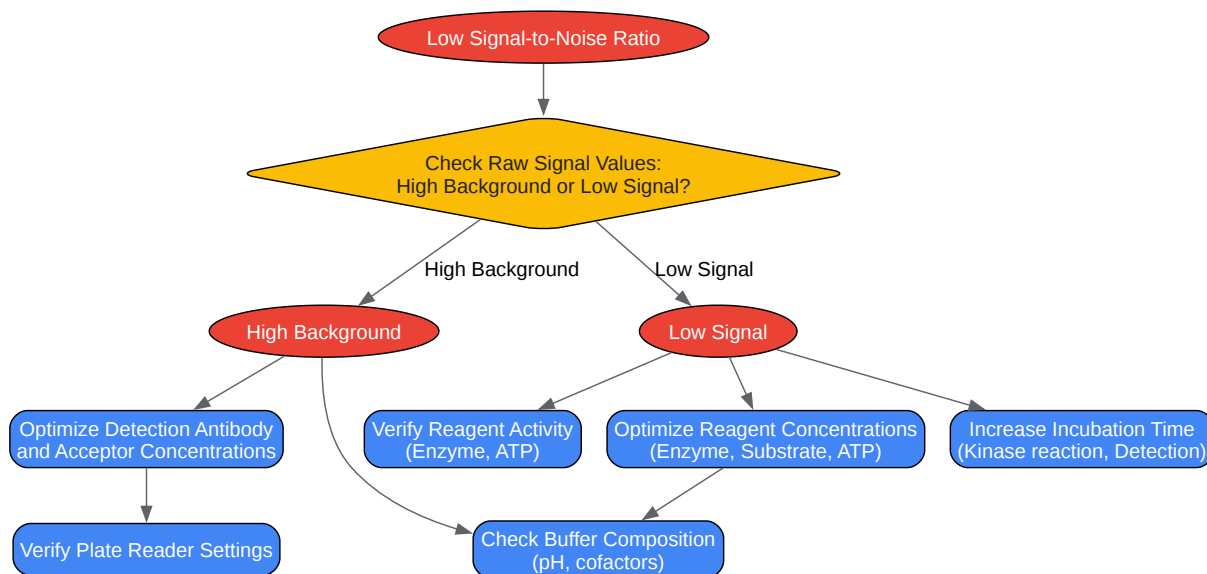 Low Signal-to-Noise Ratio
Check Raw Signal Values:
High Background or Low Signal?
High Background
Low Signal
High Background
Low Signal
Optimize Detection Antibody
and Acceptor Concentrations
Verify Reagent Activity
(Enzyme, ATP)
Optimize Reagent Concentrations
(Enzyme, Substrate, ATP)
Increase Incubation Time
(Kinase reaction, Detection)
Verify Plate Reader Settings
Check Buffer Composition
(pH, cofactors)